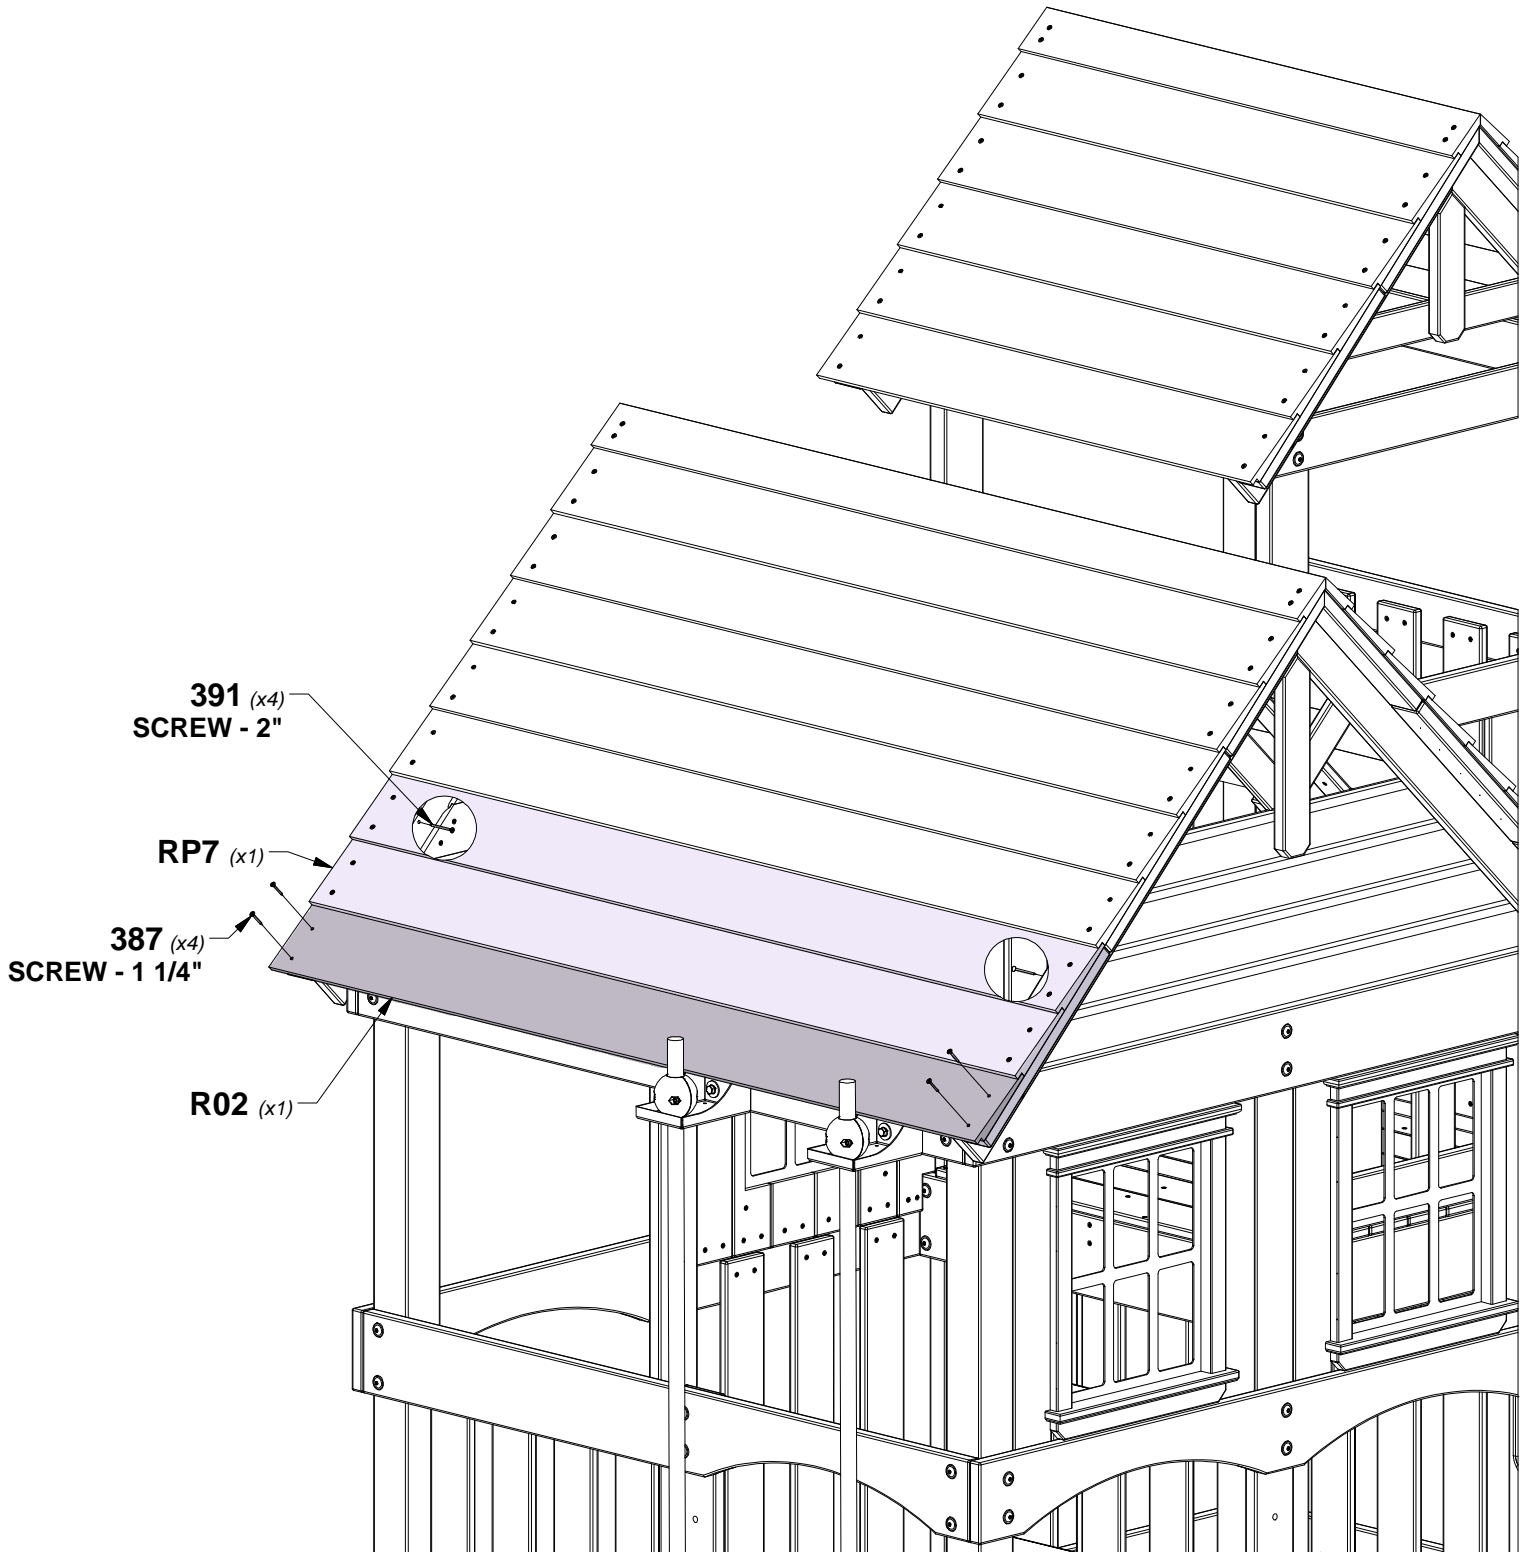 391 (x4)
SCREW - 2"
RP7 (x1)
387 (x4)
SCREW - 1 1/4"
R02 (x1)